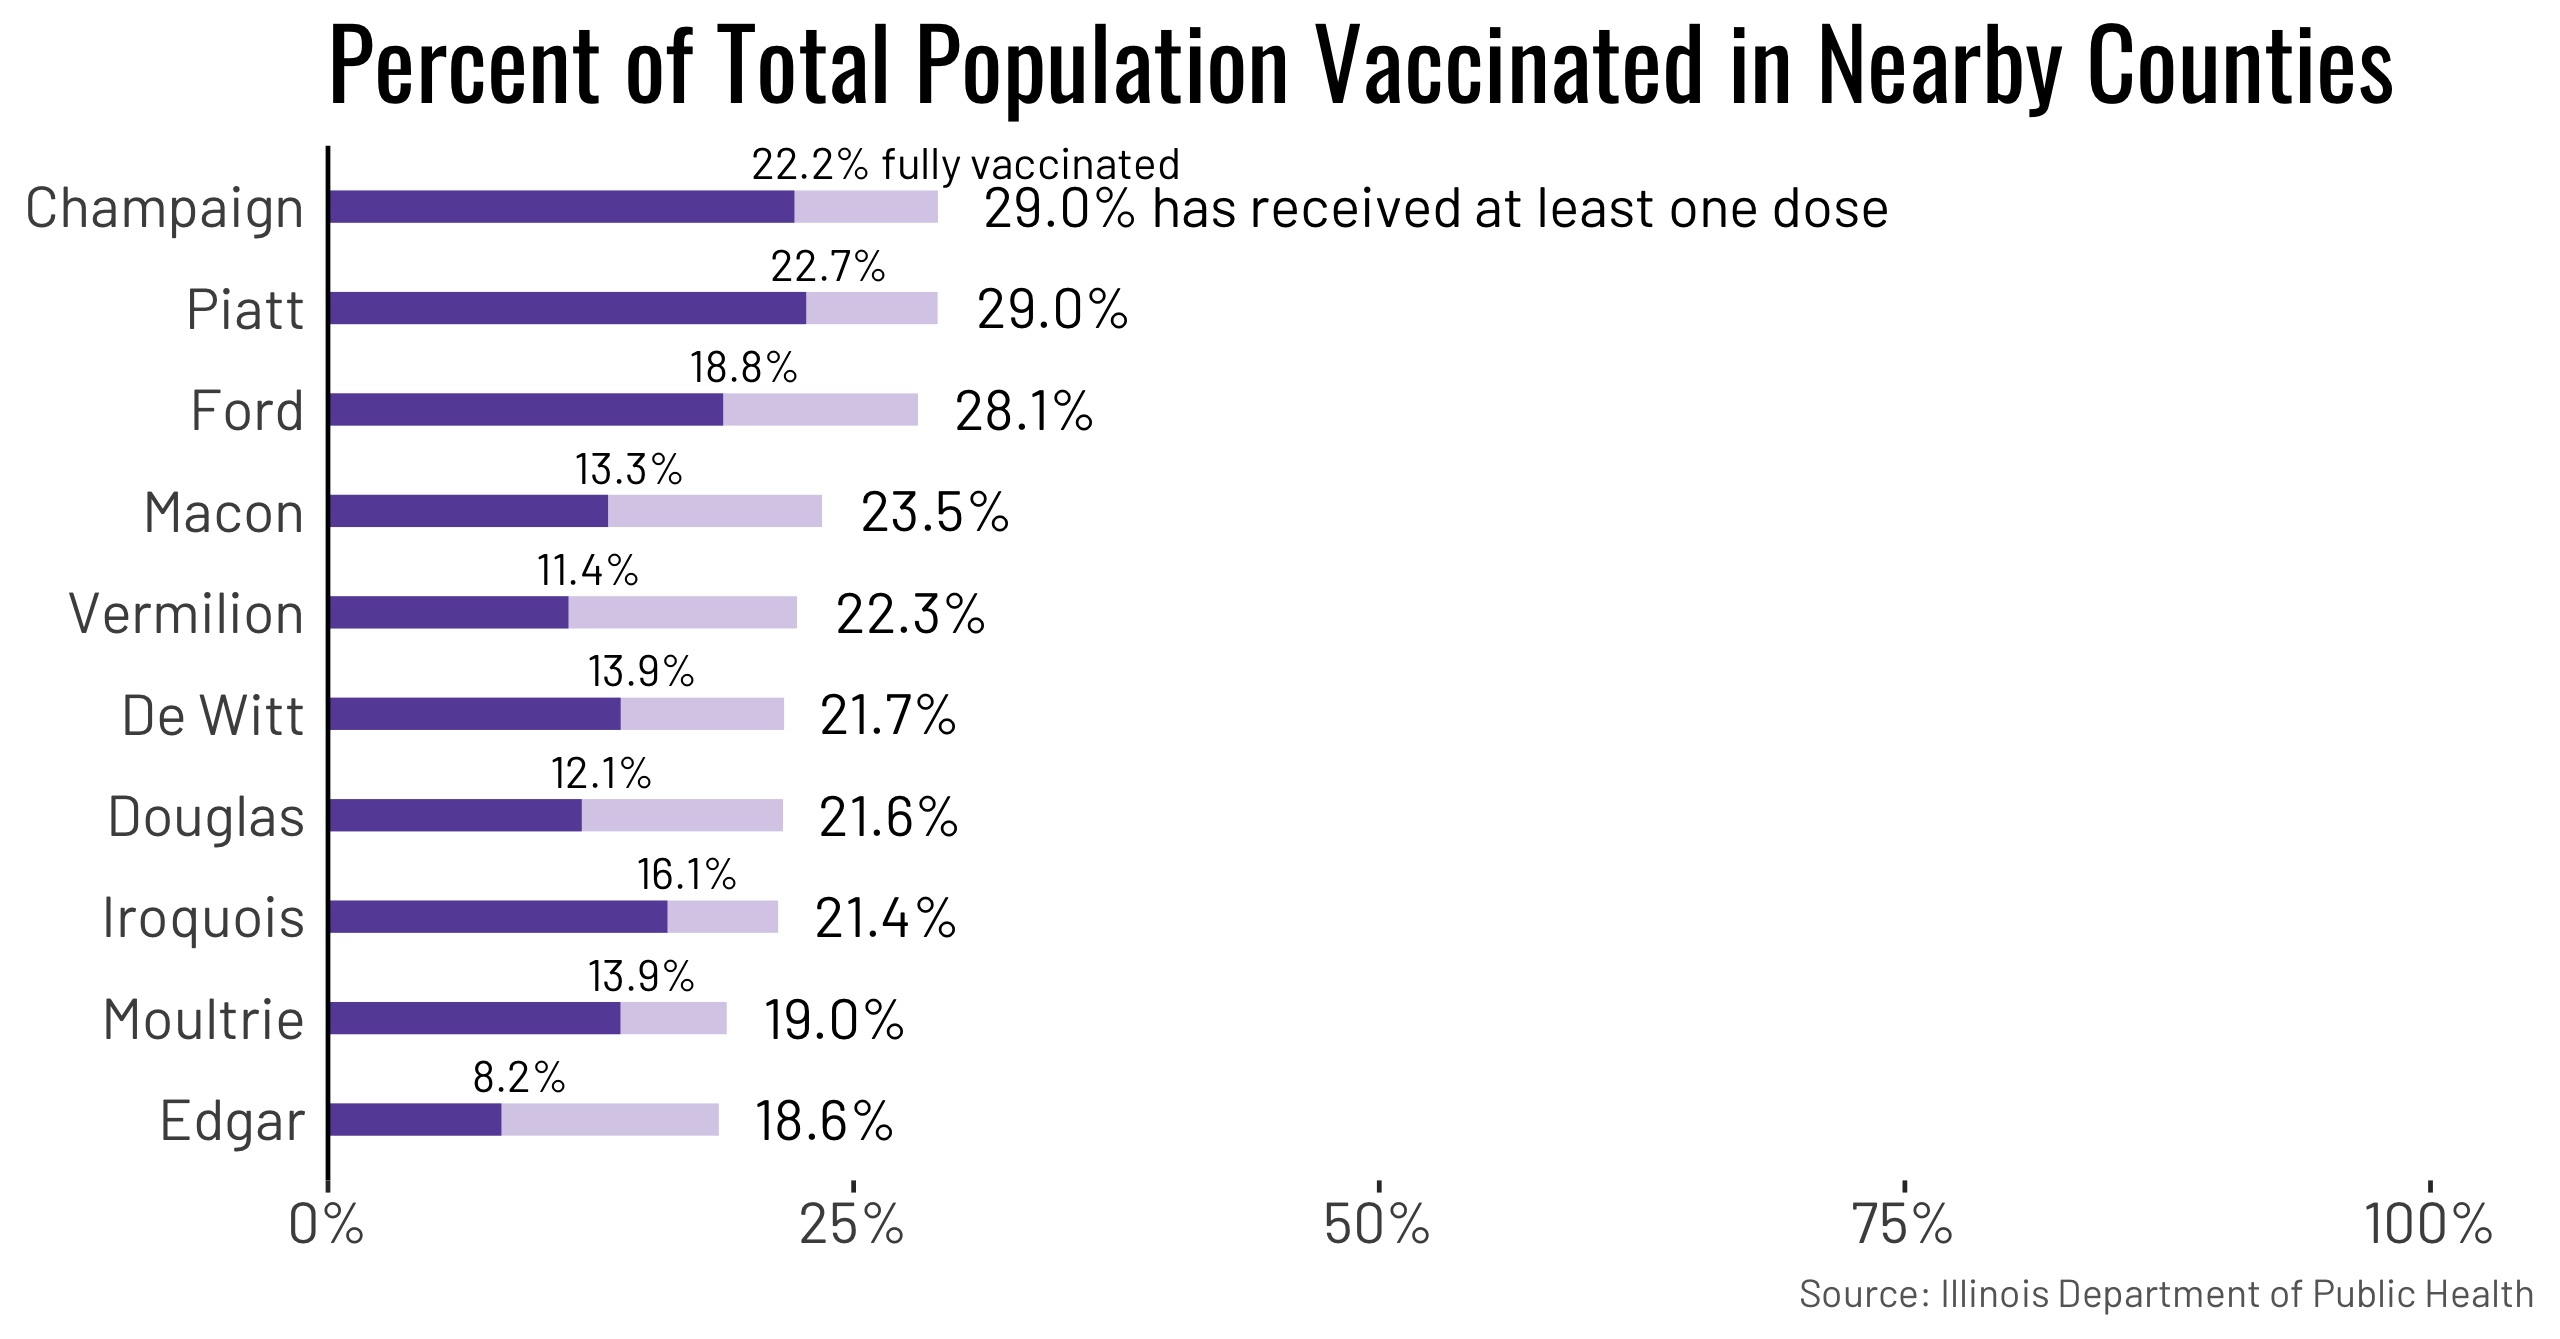 Percent of Total Population Vaccinated in Nearby Counties
22.2% fully vaccinated
Champaign 29.0% has received at least one dose
22.7%
Piatt 29.0%
18.8%
Ford 28.1%
13.3%
Macon 23.5%
11.4%
Vermilion 22.3%
13.9%
De Witt 21.7%
12.1%
Douglas 21.6%
16.1%
Iroquois 21.4%
13.9%
Moultrie 19.0%
8.2%
Edgar 18.6%
0% 25% 50% 75% 100%
Source: Illinois Department of Public Health